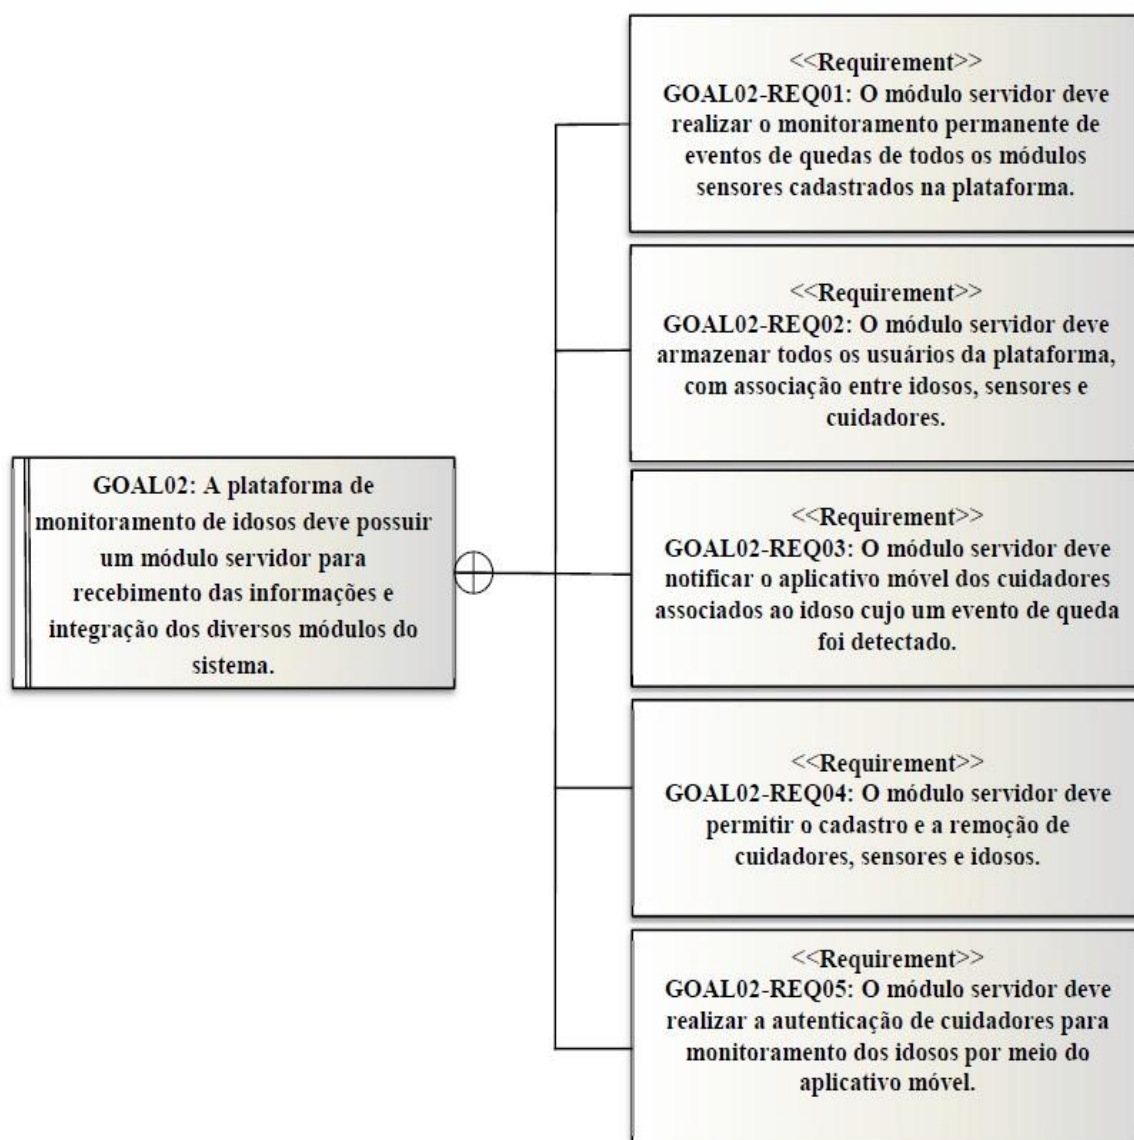 <<Requirement>>
GOAL02-REQ01: O módulo servidor deve
realizar o monitoramento permanente de
eventos de quedas de todos os módulos
sensores cadastrados na plataforma.
<<Requirement>>
GOAL02-REQ02: O módulo servidor deve
armazenar todos os usuários da plataforma,
com associação entre idosos, sensores e
cuidadores.
GOAL02: A plataforma de
monitoramento de idosos deve possuir
um módulo servidor para
recebimento das informações e
integração dos diversos módulos do
sistema.
<<Requirement>>
GOAL02-REQ03: O módulo servidor deve
notificar o aplicativo móvel dos cuidadores
associados ao idoso cujo um evento de queda
foi detectado.
<<Requirement>>
GOAL02-REQ04: O módulo servidor deve
permitir o cadastro e a remoção de
cuidadores, sensores e idosos.
<<Requirement>>
GOAL02-REQ05: O módulo servidor deve
realizar a autenticação de cuidadores para
monitoramento dos idosos por meio do
aplicativo móvel.